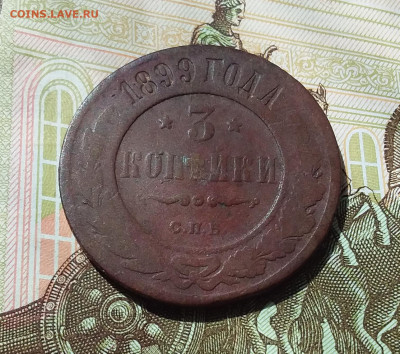 COINS.LAVE.RU
1899 ГОДА
3
КОПѢЙКИ
С.П.Б.